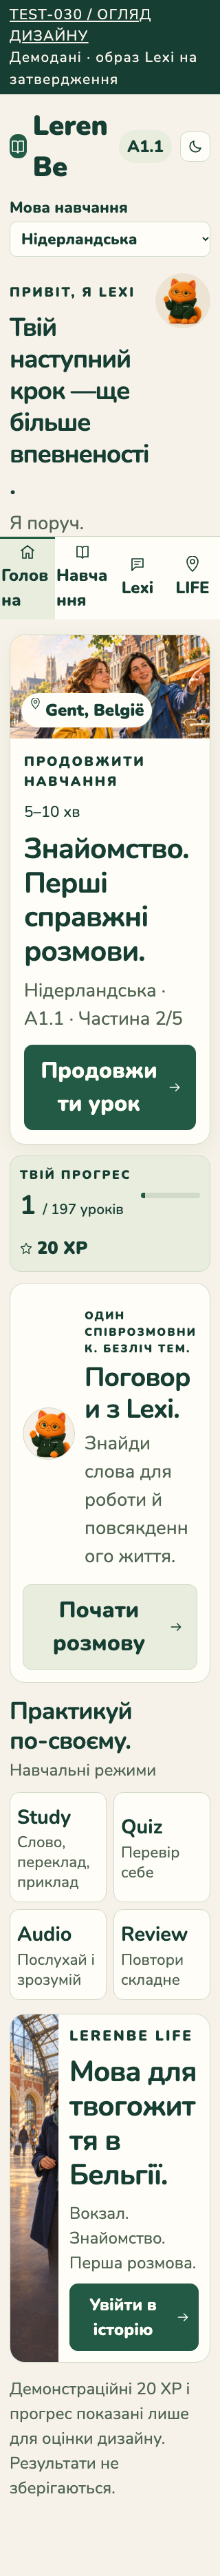 TEST-030 / ОГЛЯД
ДИЗАЙНУ
Демодані · образ Lexi на
затвердження
Leren
Be
A1.1
Мова навчання
Нідерландська
ПРИВІТ, Я LEXI
Твій
наступний
крок —ще
більше
впевненості
.
Я поруч.
Голов
на
Навча
ння
Lexi
LIFE
Gent, België
ПРОДОВЖИТИ
НАВЧАННЯ
5–10 хв
Знайомство.
Перші
справжні
розмови.
Нідерландська ·
A1.1 · Частина 2/5
Продовжи
ти урок
→
ТВІЙ ПРОГРЕС
1 / 197 уроків
20 XP
ОДИН
СПІВРОЗМОВНИ
К. БЕЗЛІЧ ТЕМ.
Поговор
и з Lexi.
Знайди
слова для
роботи й
повсякденн
ого життя.
Почати
розмову
→
Практикуй
по-своєму.
Навчальні режими
Study
Слово,
переклад,
приклад
Quiz
Перевір
себе
Audio
Послухай і
зрозумій
Review
Повтори
складне
LERENBE LIFE
Мова для
твогожит
тя в
Бельгії.
Вокзал.
Знайомство.
Перша розмова.
Увійти в
історію
→
Демонстраційні 20 XP і
прогрес показані лише
для оцінки дизайну.
Результати не
зберігаються.